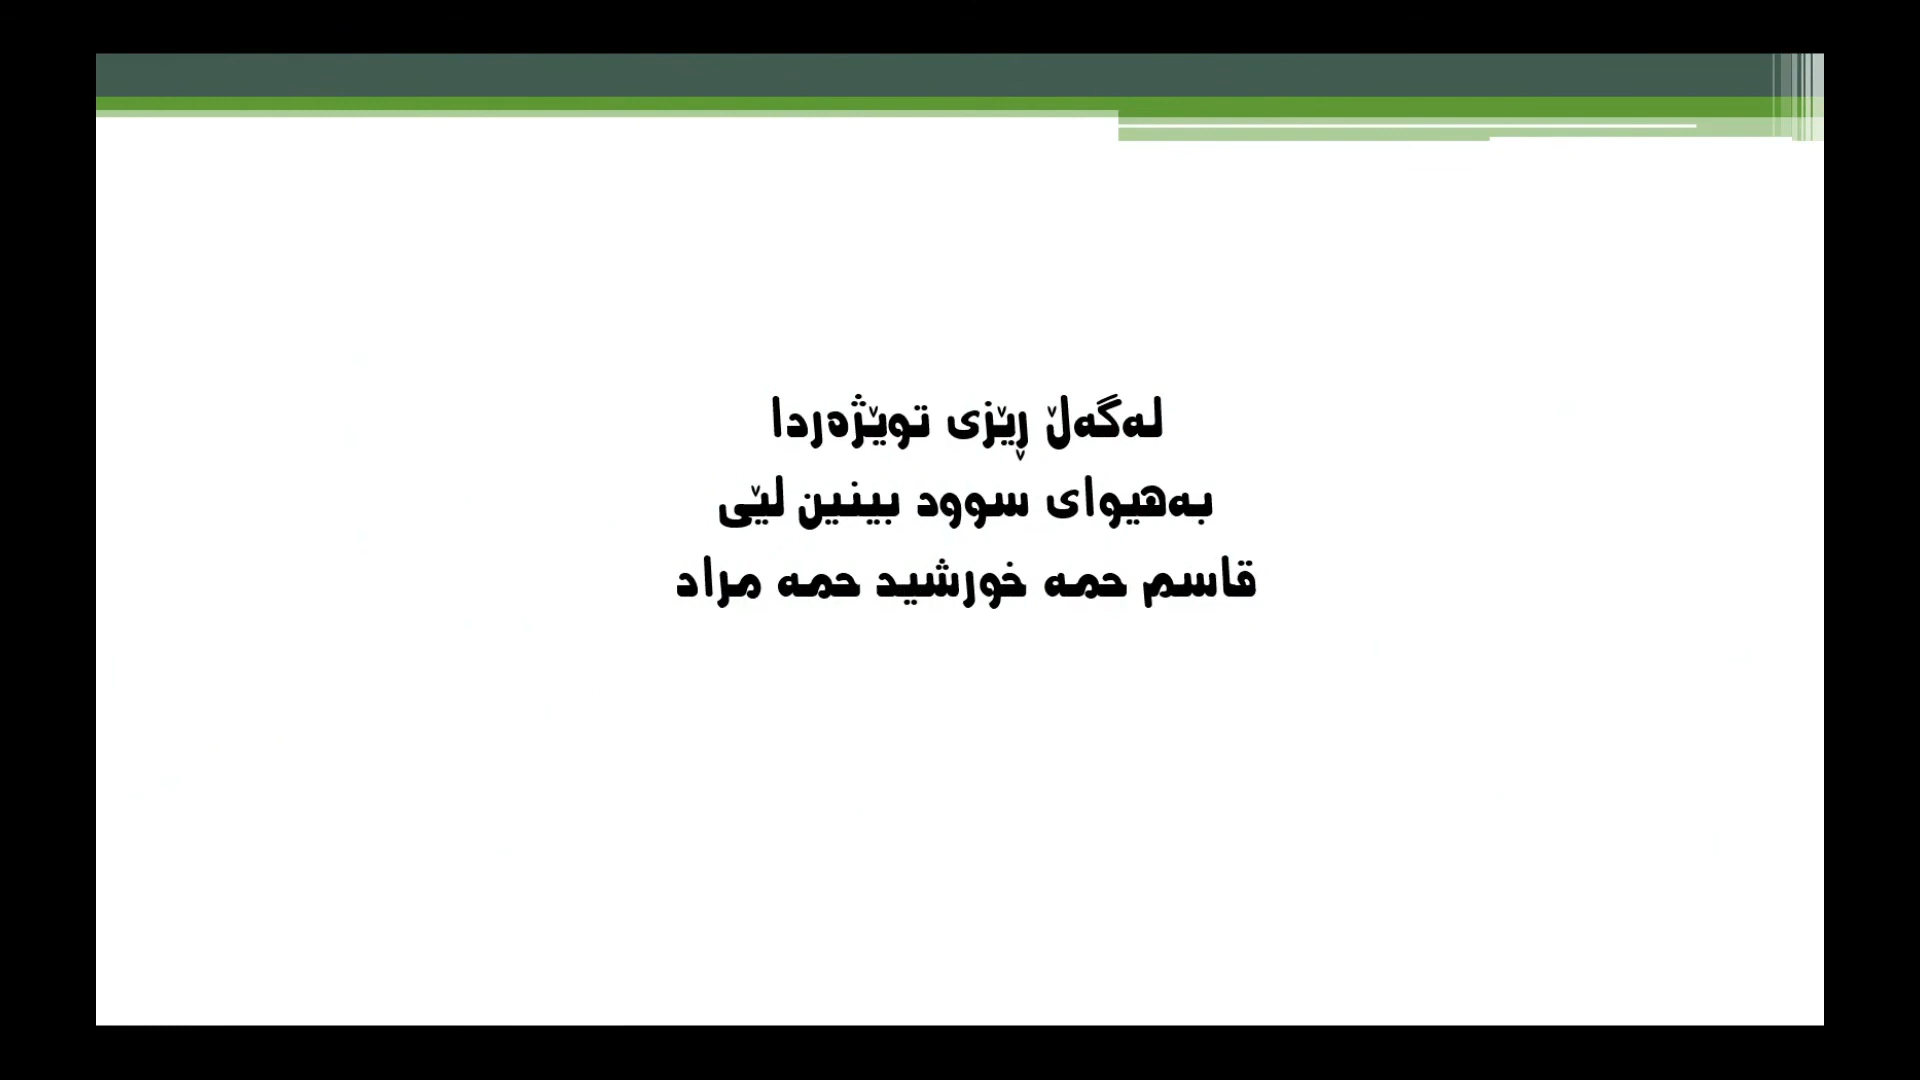 لەگەڵ ڕێزی توێژەردا
بەهیوای سوود بینین لێی
قاسم حمە خورشید حمە مراد